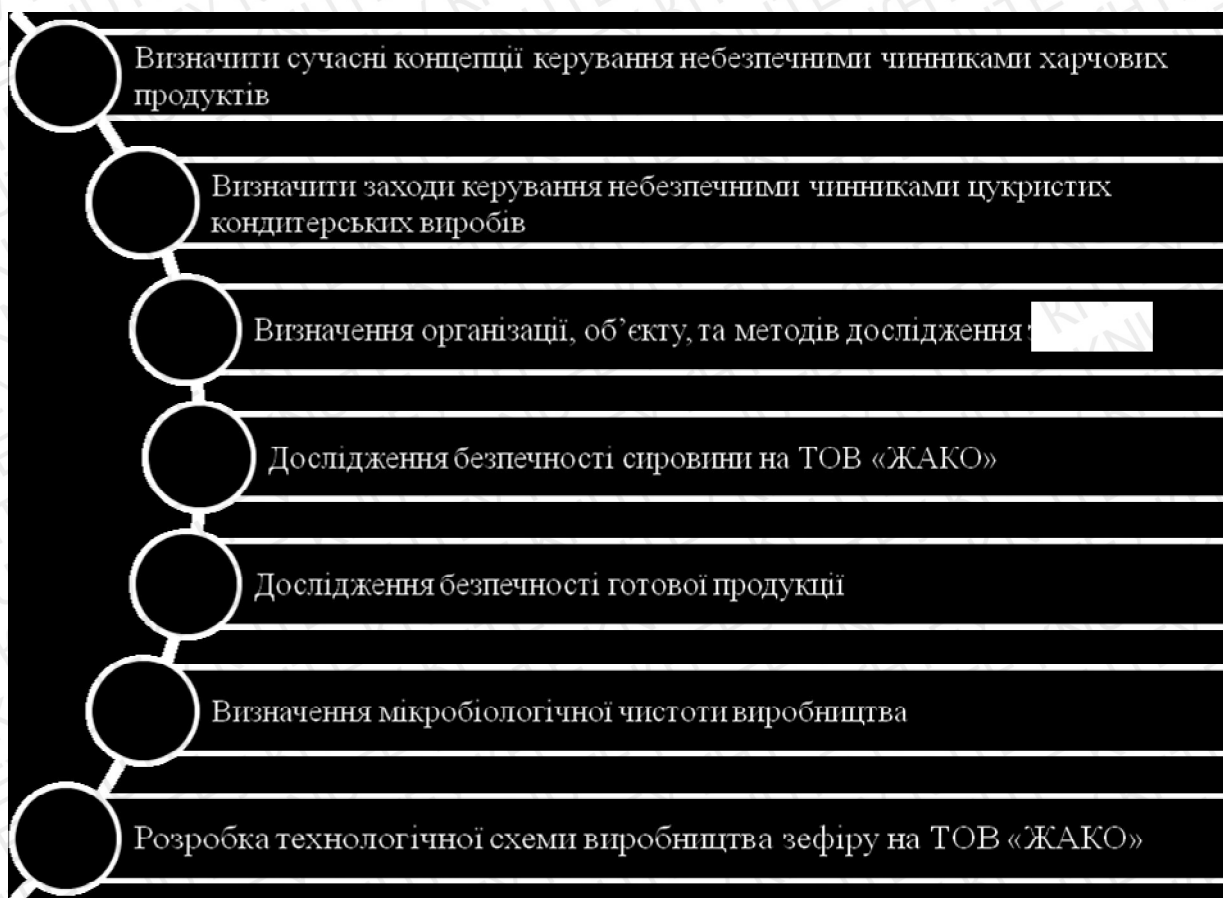 Визначити сучасні концепції керування небезпечними чинниками харчових
продуктів
Визначити заходи керування небезпечними чинниками цукристих
кондитерських виробів
Визначення організації, об’єкту, та методів дослідження
Дослідження безпечності сировини на ТОВ «ЖАКО»
Дослідження безпечності готової продукції
Визначення мікробіологічної чистоти виробництва
Розробка технологічної схеми виробництва зефіру на ТОВ «ЖАКО»